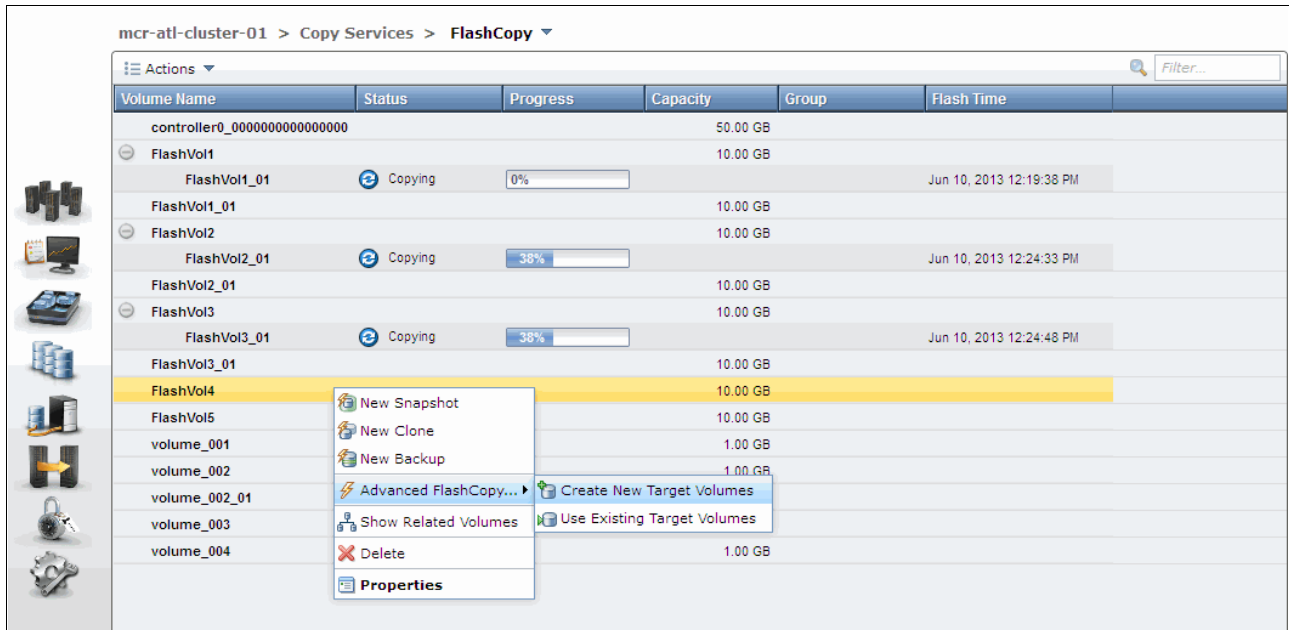 mcr-atl-cluster-01 > Copy Services > FlashCopy
Actions Filter...
Volume Name Status Progress Capacity Group Flash Time
controller0_0000000000000000 50.00 GB
FlashVol1 10.00 GB
FlashVol1_01 Copying 0% Jun 10, 2013 12:19:38 PM
FlashVol1_01 10.00 GB
FlashVol2 10.00 GB
FlashVol2_01 Copying 38% Jun 10, 2013 12:24:33 PM
FlashVol2_01 10.00 GB
FlashVol3 10.00 GB
FlashVol3_01 Copying 38% Jun 10, 2013 12:24:48 PM
FlashVol3_01 10.00 GB
FlashVol4 10.00 GB
FlashVol5 10.00 GB
volume_001 1.00 GB
volume_002 1.00 GB
volume_002_01
volume_003
volume_004 1.00 GB
New Snapshot
New Clone
New Backup
Advanced FlashCopy...
Show Related Volumes
Delete
Properties
Create New Target Volumes
Use Existing Target Volumes